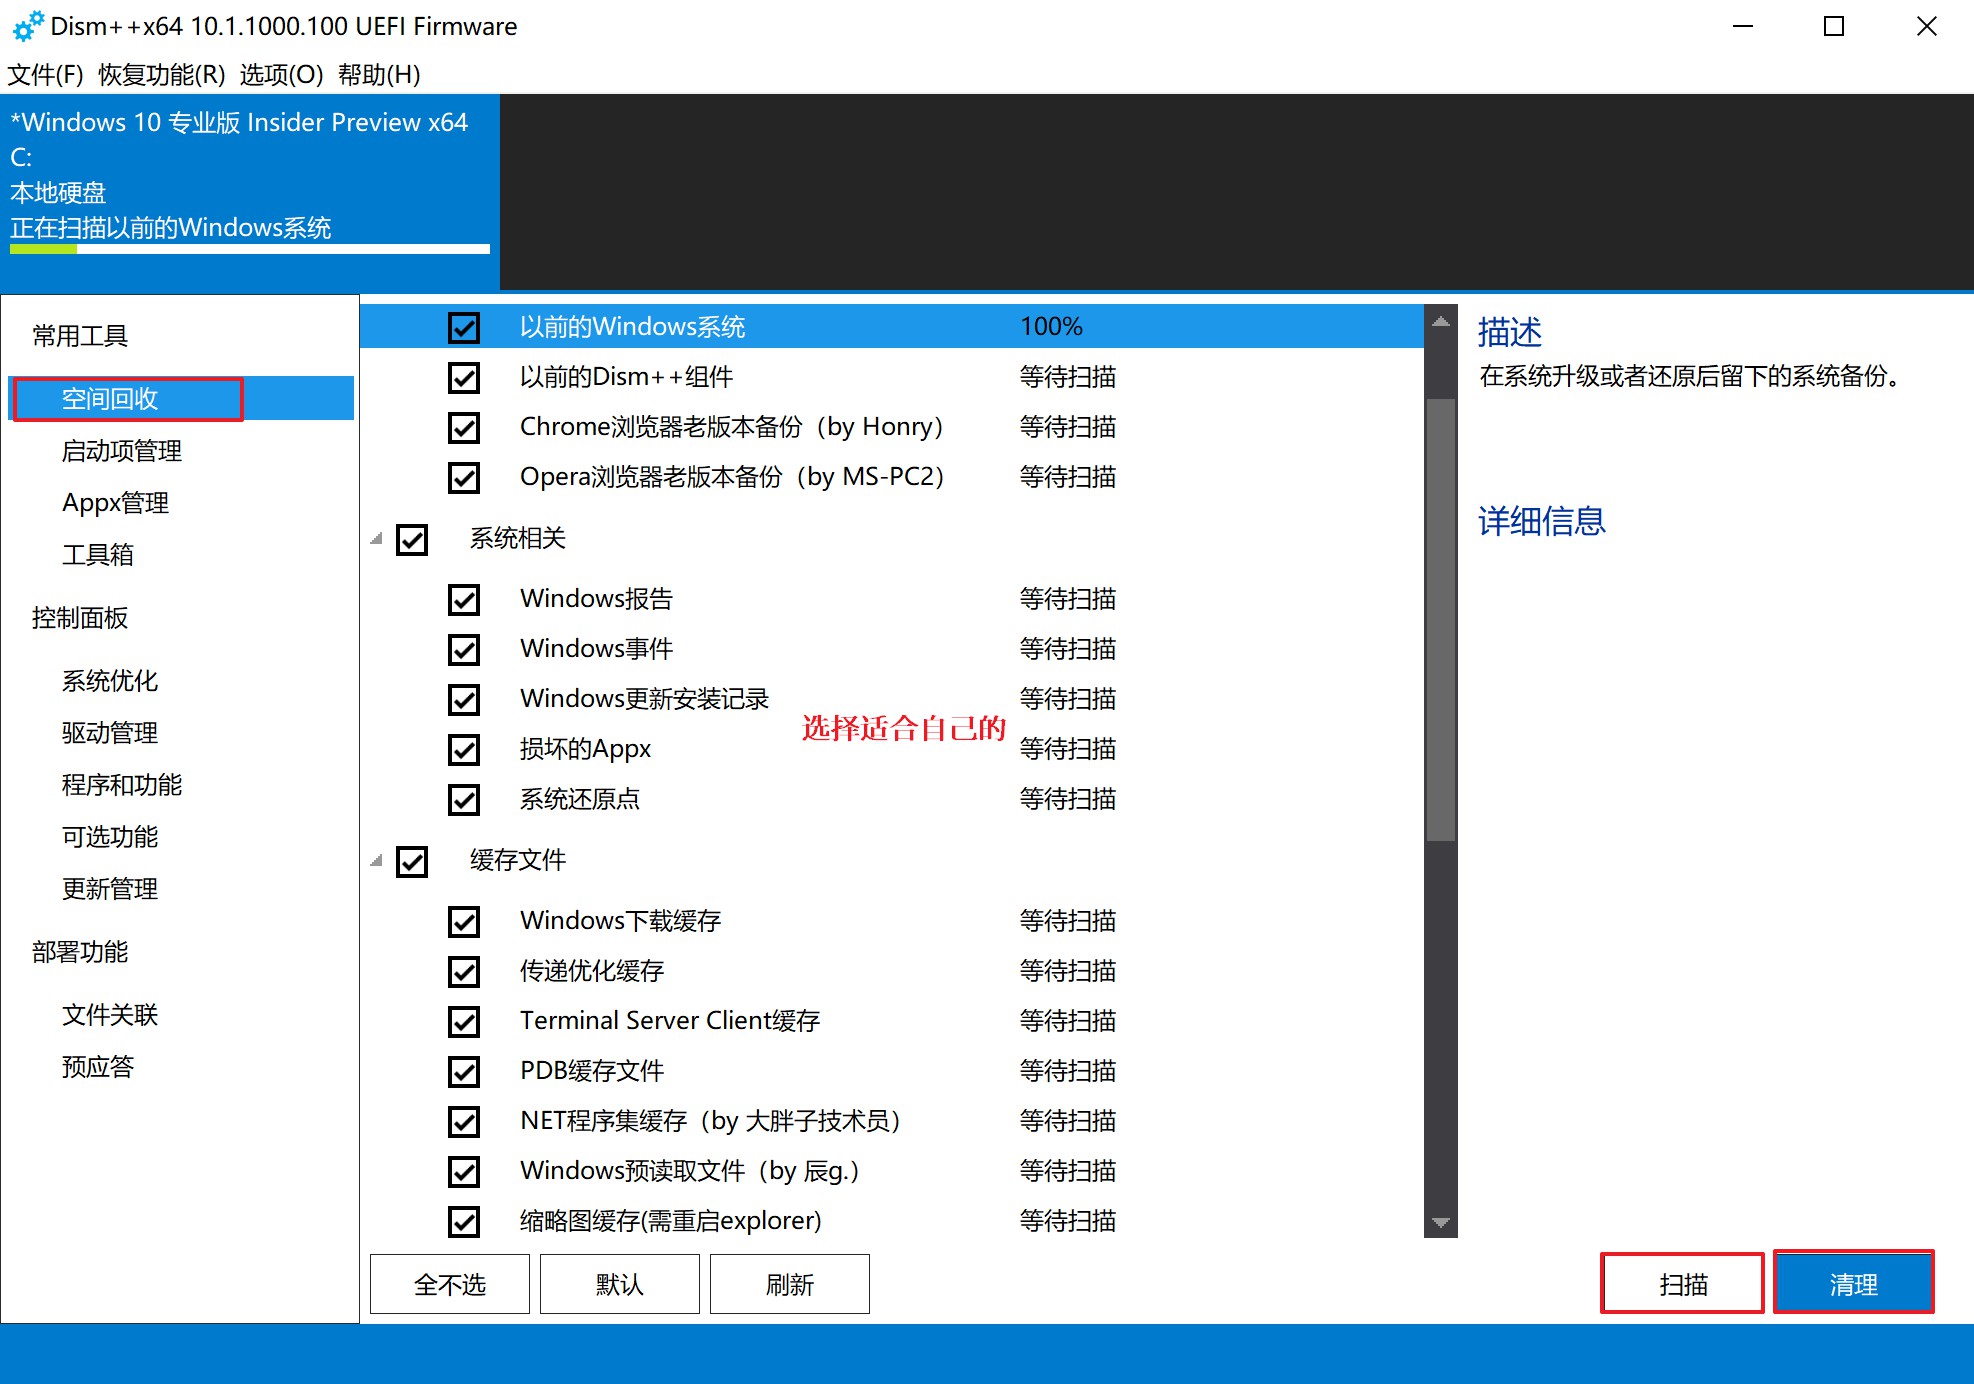 Dism++x64 10.1.1000.100 UEFI Firmware
文件(F) 恢复功能(R) 选项(O) 帮助(H)
*Windows 10 专业版 Insider Preview x64
C:
本地硬盘
正在扫描以前的Windows系统
常用工具
空间回收
启动项管理
Appx管理
工具箱
控制面板
系统优化
驱动管理
程序和功能
可选功能
更新管理
部署功能
文件关联
预应答
以前的Windows系统 100%
以前的Dism++组件 等待扫描
Chrome浏览器老版本备份（by Honry） 等待扫描
Opera浏览器老版本备份（by MS-PC2） 等待扫描
系统相关
Windows报告 等待扫描
Windows事件 等待扫描
Windows更新安装记录 等待扫描
选择适合自己的
损坏的Appx 等待扫描
系统还原点 等待扫描
缓存文件
Windows下载缓存 等待扫描
传递优化缓存 等待扫描
Terminal Server Client缓存 等待扫描
PDB缓存文件 等待扫描
NET程序集缓存（by 大胖子技术员） 等待扫描
Windows预读取文件（by 辰g.） 等待扫描
缩略图缓存(需重启explorer) 等待扫描
描述
在系统升级或者还原后留下的系统备份。
详细信息
全不选 默认 刷新 扫描 清理